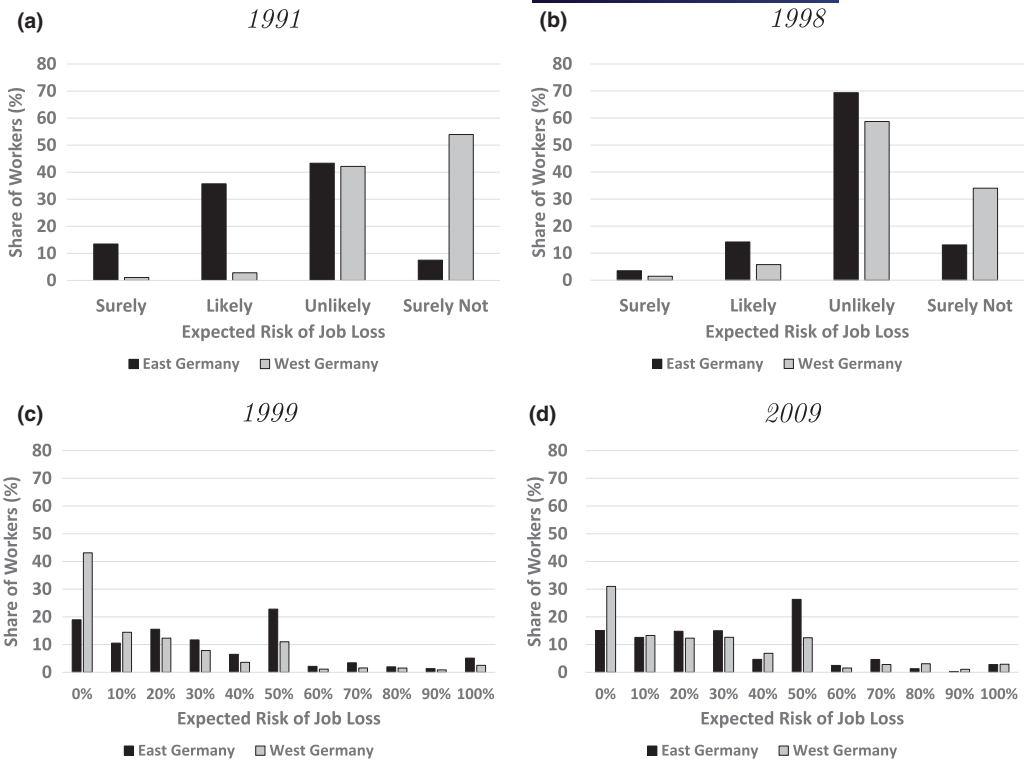 (a) 1991
80
70
60
50
40
30
20
10
0
Share of Workers (%)
Surely Likely Unlikely Surely Not
Expected Risk of Job Loss
East Germany West Germany
(b) 1998
80
70
60
50
40
30
20
10
0
Share of Workers (%)
Surely Likely Unlikely Surely Not
Expected Risk of Job Loss
East Germany West Germany
(c) 1999
80
70
60
50
40
30
20
10
0
Share of Workers (%)
0% 10% 20% 30% 40% 50% 60% 70% 80% 90% 100%
Expected Risk of Job Loss
East Germany West Germany
(d) 2009
80
70
60
50
40
30
20
10
0
Share of Workers (%)
0% 10% 20% 30% 40% 50% 60% 70% 80% 90% 100%
Expected Risk of Job Loss
East Germany West Germany